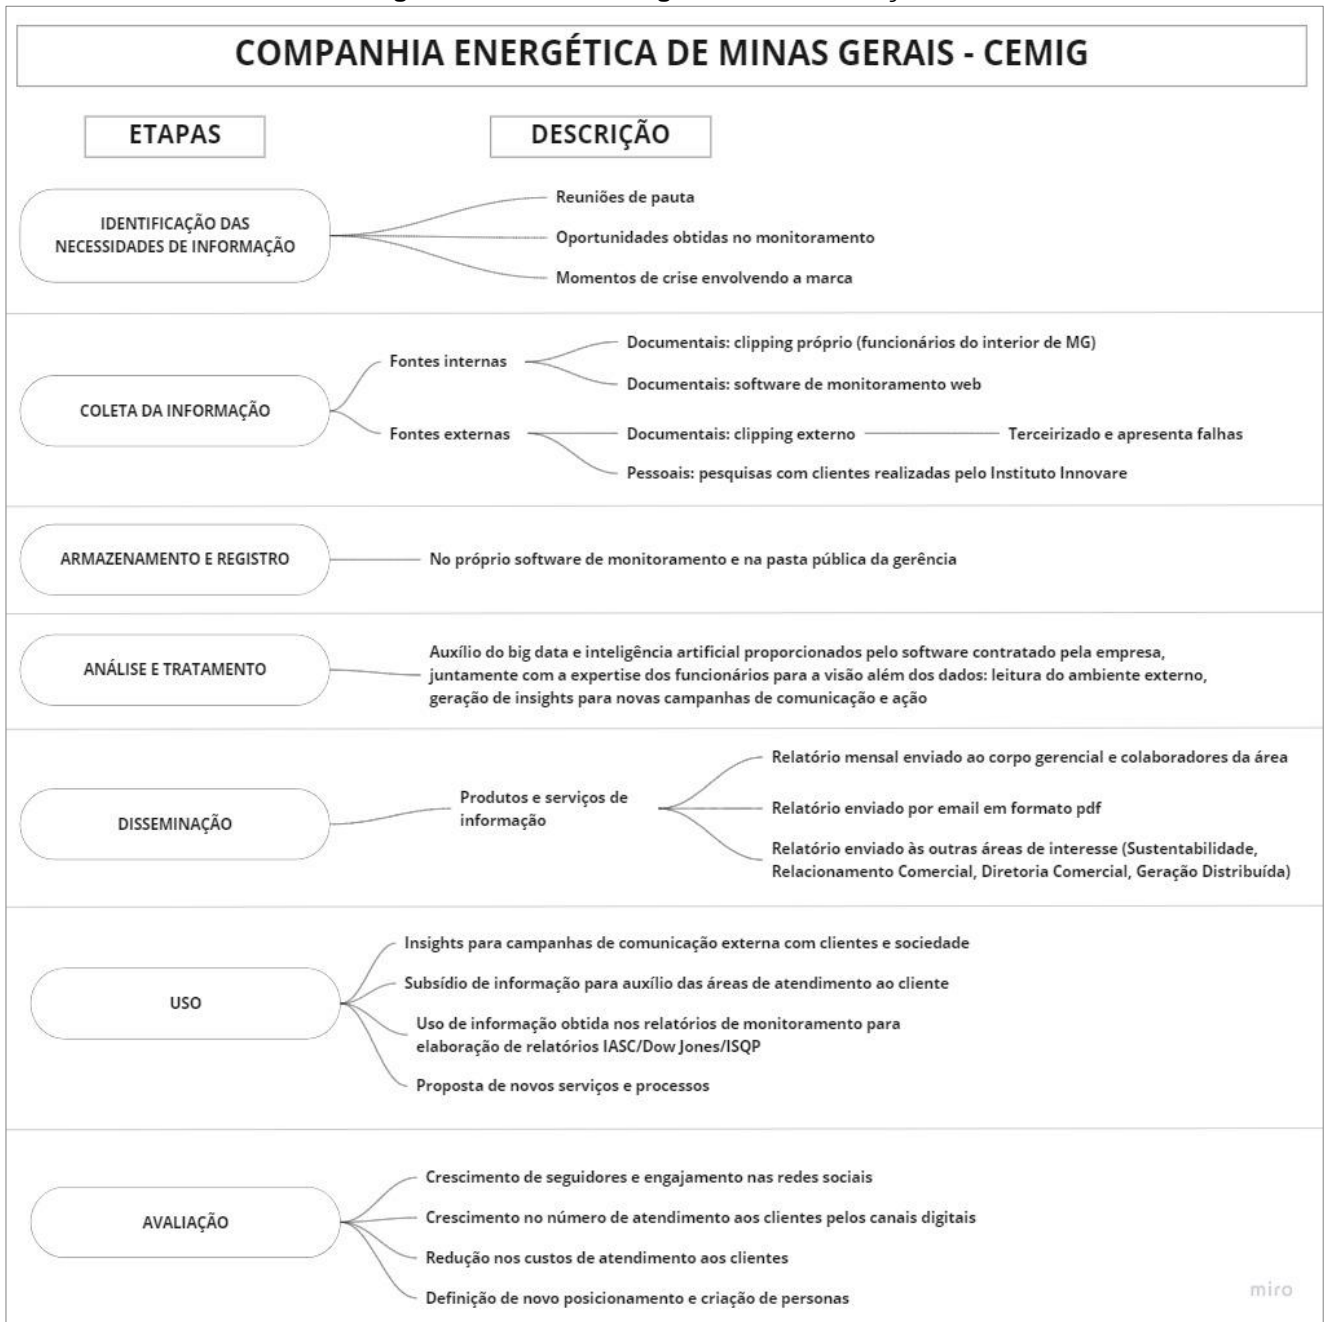 COMPANHIA ENERGÉTICA DE MINAS GERAIS - CEMIG
ETAPAS
DESCRIÇÃO
IDENTIFICAÇÃO DAS
NECESSIDADES DE INFORMAÇÃO
Reuniões de pauta
Oportunidades obtidas no monitoramento
Momentos de crise envolvendo a marca
COLETA DA INFORMAÇÃO
Fontes internas
Documentais: clipping próprio (funcionários do interior de MG)
Documentais: software de monitoramento web
Fontes externas
Documentais: clipping externo
Terceirizado e apresenta falhas
Pessoais: pesquisas com clientes realizadas pelo Instituto Innovare
ARMAZENAMENTO E REGISTRO
No próprio software de monitoramento e na pasta pública da gerência
ANÁLISE E TRATAMENTO
Auxílio do big data e inteligência artificial proporcionados pelo software contratado pela empresa,
juntamente com a expertise dos funcionários para a visão além dos dados: leitura do ambiente externo,
geração de insights para novas campanhas de comunicação e ação
DISSEMINAÇÃO
Produtos e serviços de
informação
Relatório mensal enviado ao corpo gerencial e colaboradores da área
Relatório enviado por email em formato pdf
Relatório enviado às outras áreas de interesse (Sustentabilidade,
Relacionamento Comercial, Diretoria Comercial, Geração Distribuída)
USO
Insights para campanhas de comunicação externa com clientes e sociedade
Subsídio de informação para auxílio das áreas de atendimento ao cliente
Uso de informação obtida nos relatórios de monitoramento para
elaboração de relatórios IASC/Dow Jones/ISQP
Proposta de novos serviços e processos
AVALIAÇÃO
Crescimento de seguidores e engajamento nas redes sociais
Crescimento no número de atendimento aos clientes pelos canais digitais
Redução nos custos de atendimento aos clientes
Definição de novo posicionamento e criação de personas
miro